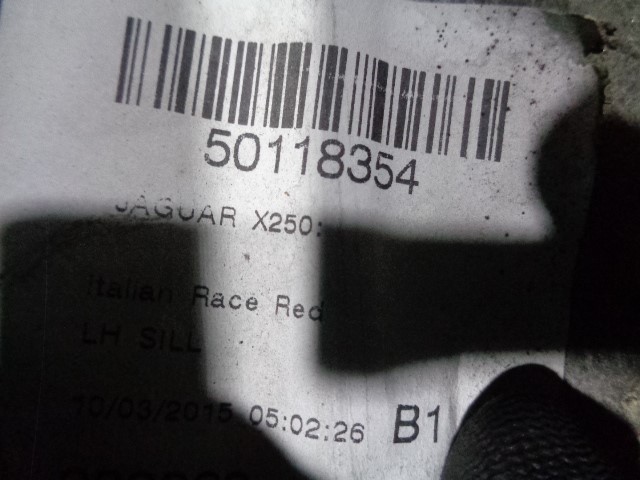 50118354
JAGUAR X250:
Italian Race Red
LH SILL
10/03/2015 05:02:26 B1